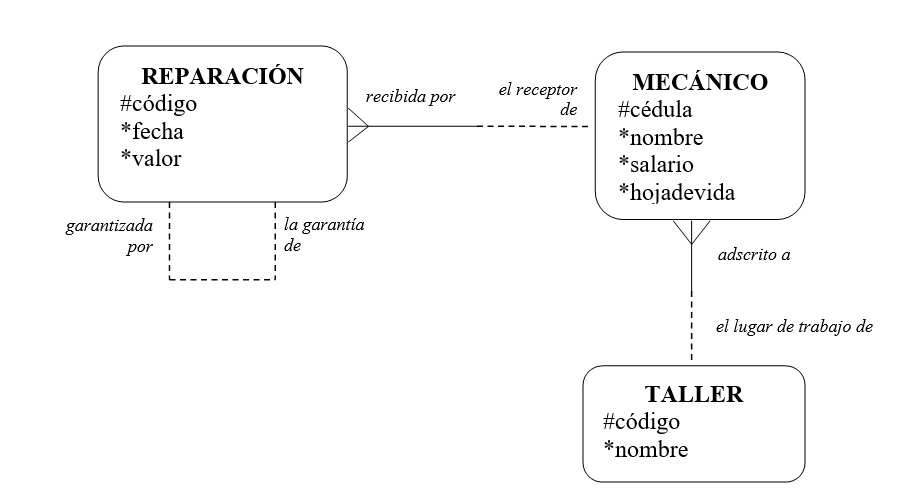 REPARACIÓN
#código
*fecha
*valor
recibida por
el receptor
de
MECÁNICO
#cédula
*nombre
*salario
*hojadevida
garantizada
por
la garantía
de
adscrito a
el lugar de trabajo de
TALLER
#código
*nombre